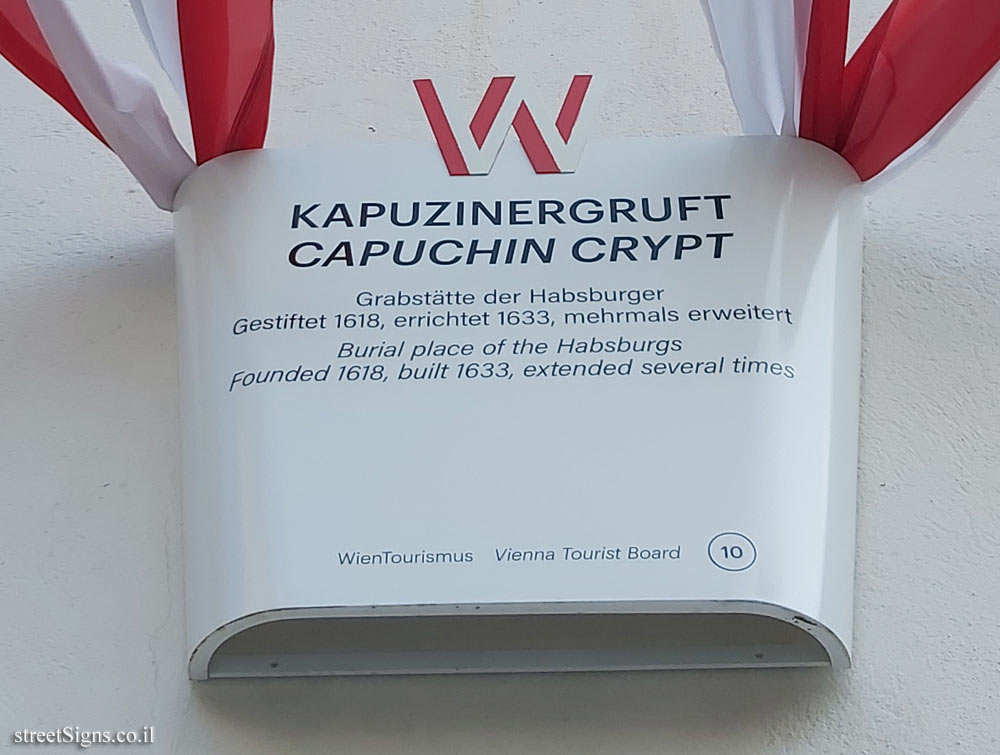 W
KAPUZINERGRUFT
CAPUCHIN CRYPT
Grabstätte der Habsburger
Gestiftet 1618, errichtet 1633, mehrmals erweitert
Burial place of the Habsburgs
Founded 1618, built 1633, extended several times
WienTourismus Vienna Tourist Board 10
streetSigns.co.il